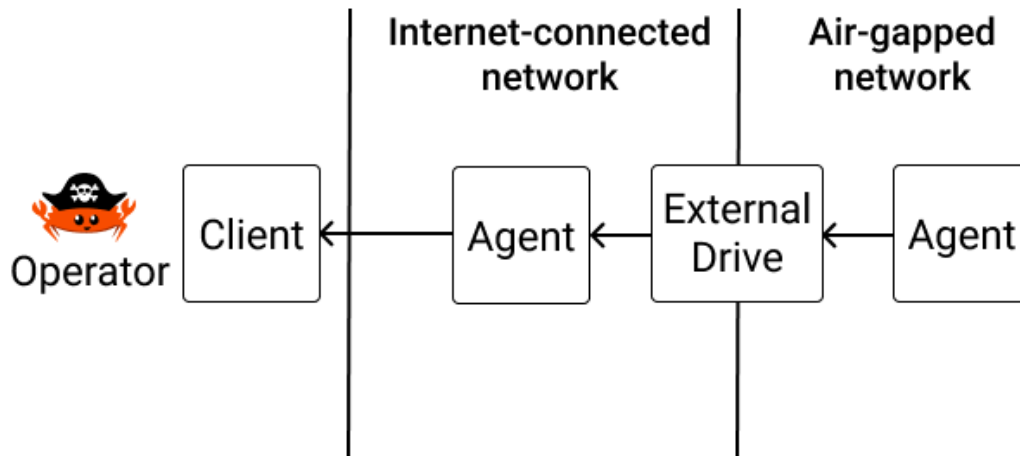 Internet-connected
network
Air-gapped
network
Operator
Client
Agent
External
Drive
Agent